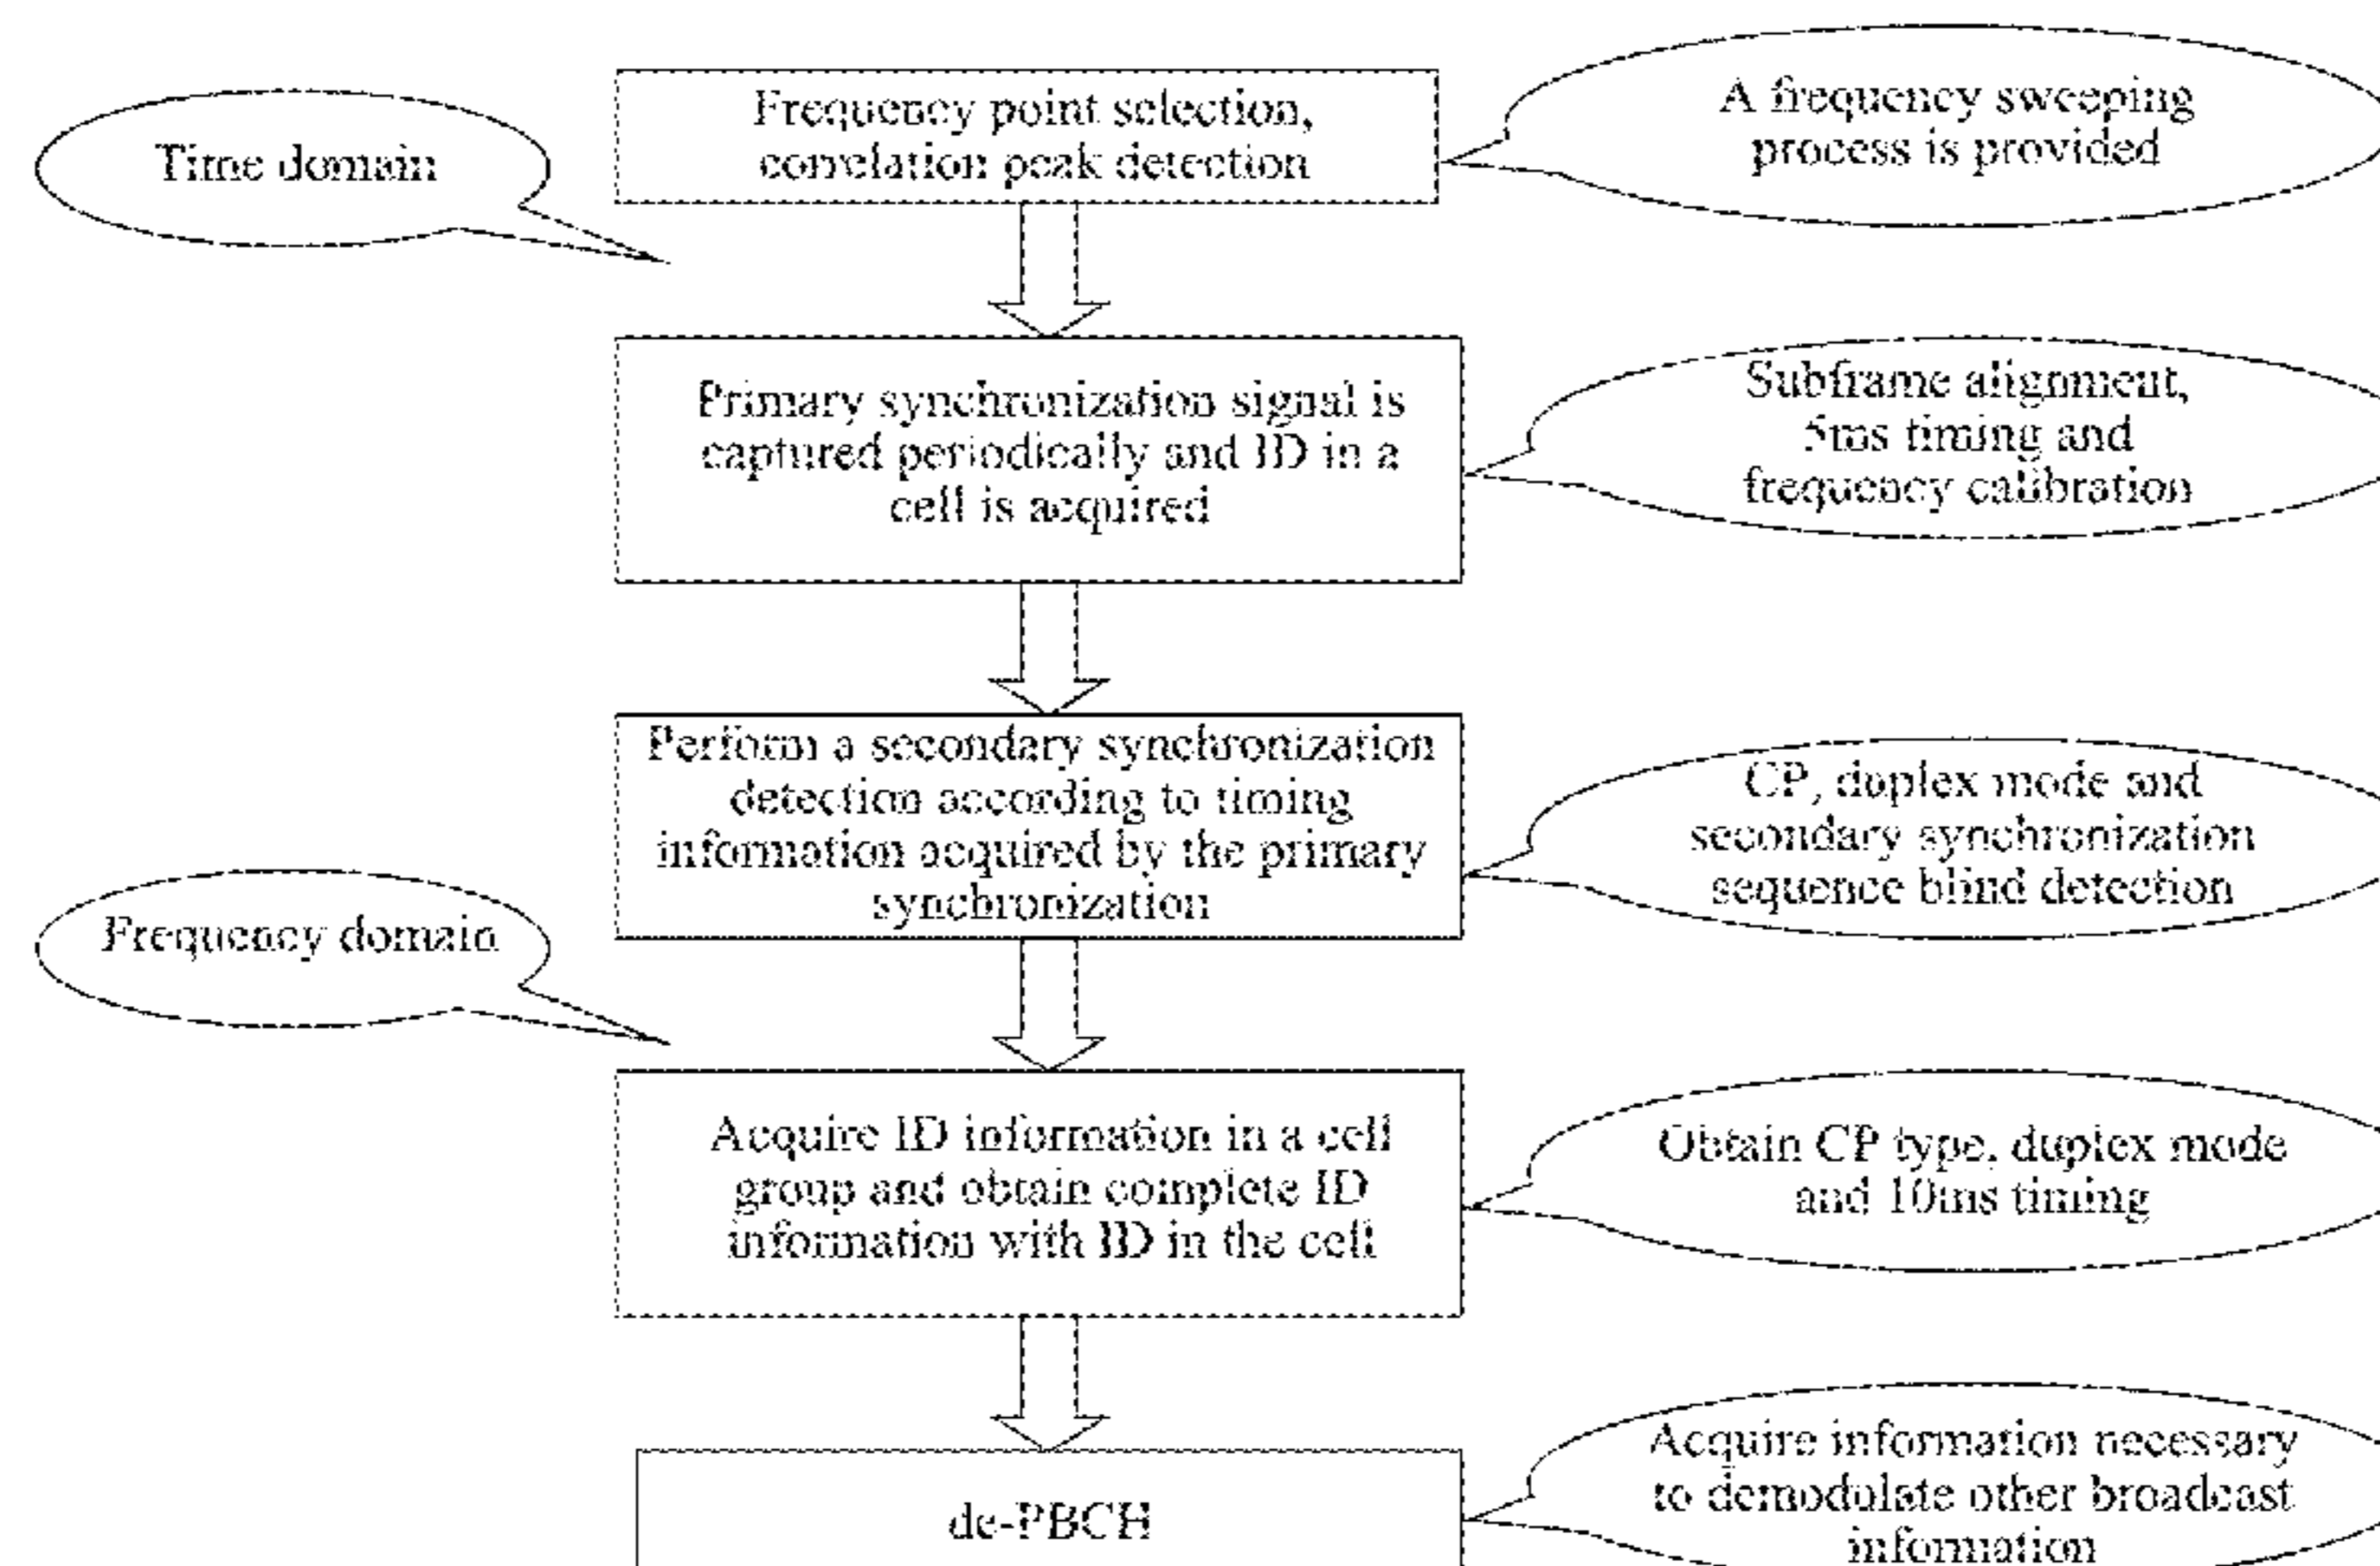 Time domain
Frequency point selection,
correlation peak detection
A frequency sweeping
process is provided
Primary synchronization signal is
captured periodically and ID in a
cell is acquired
Subframe alignment,
5ms timing and
frequency calibration
Perform a secondary synchronization
detection according to timing
information acquired by the primary
synchronization
CP, duplex mode and
secondary synchronization
sequence blind detection
Frequency domain
Acquire ID information in a cell
group and obtain complete ID
information with ID in the cell
Obtain CP type, duplex mode
and 10ms timing
de-PBCH
Acquire information necessary
to demodulate other broadcast
information